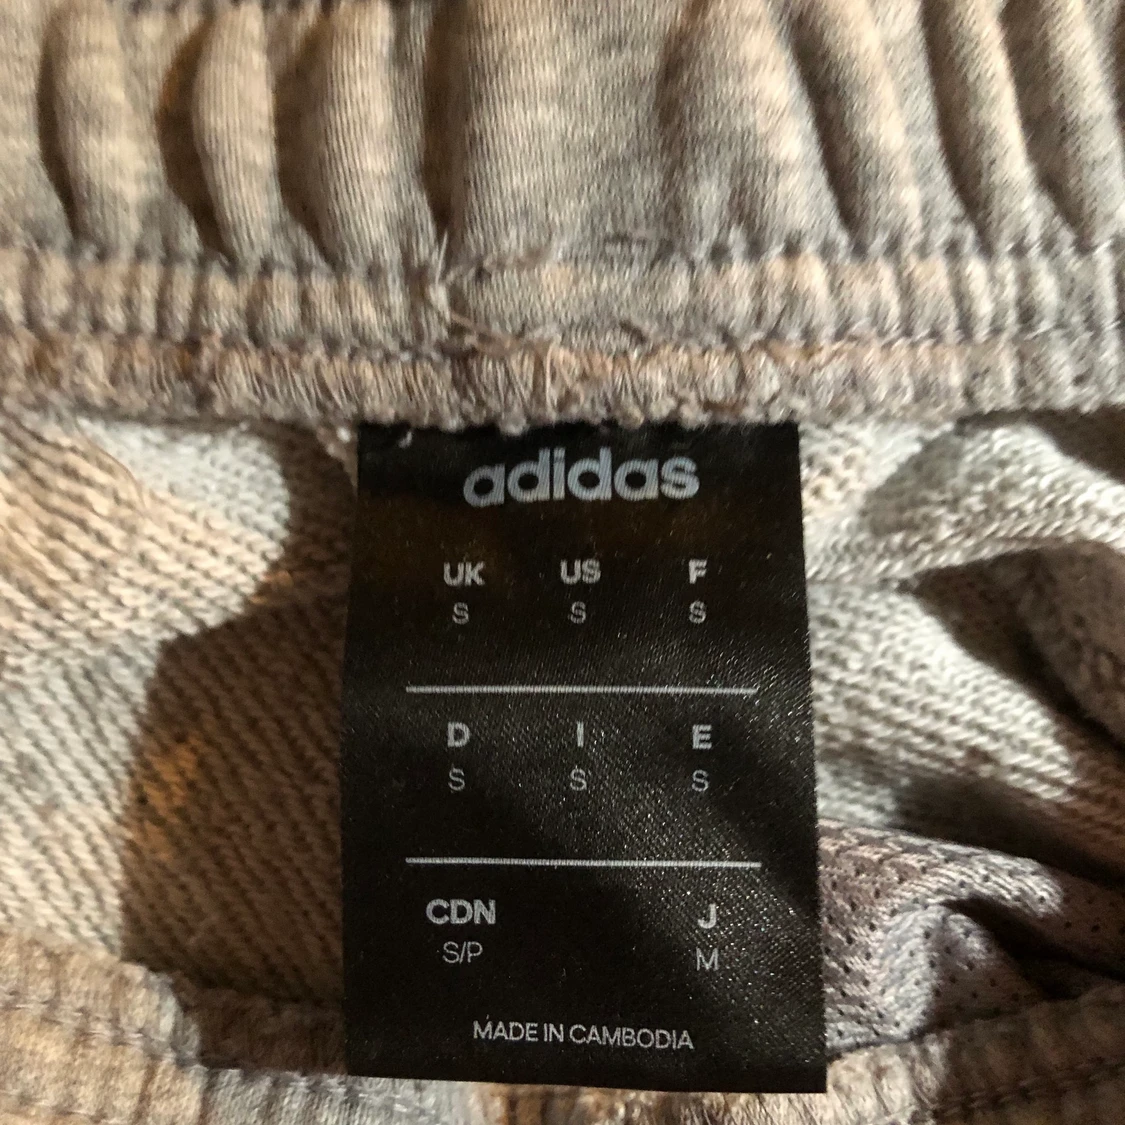 adidas
UK US F
S S S
D I E
S S S
CDN J
S/P M
MADE IN CAMBODIA